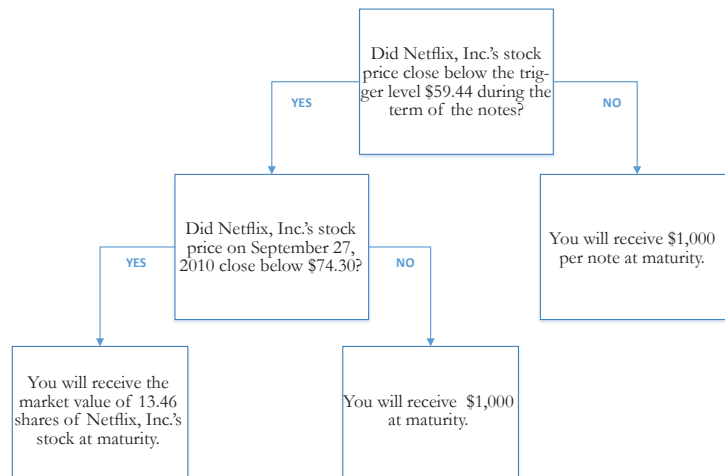 Did Netflix, Inc.'s stock
price close below the trig-
ger level $59.44 during the
term of the notes?
YES
NO
Did Netflix, Inc.'s stock
price on September 27,
2010 close below $74.30?
You will receive $1,000
per note at maturity.
YES
NO
You will receive the
market value of 13.46
shares of Netflix, Inc.'s
stock at maturity.
You will receive $1,000
at maturity.